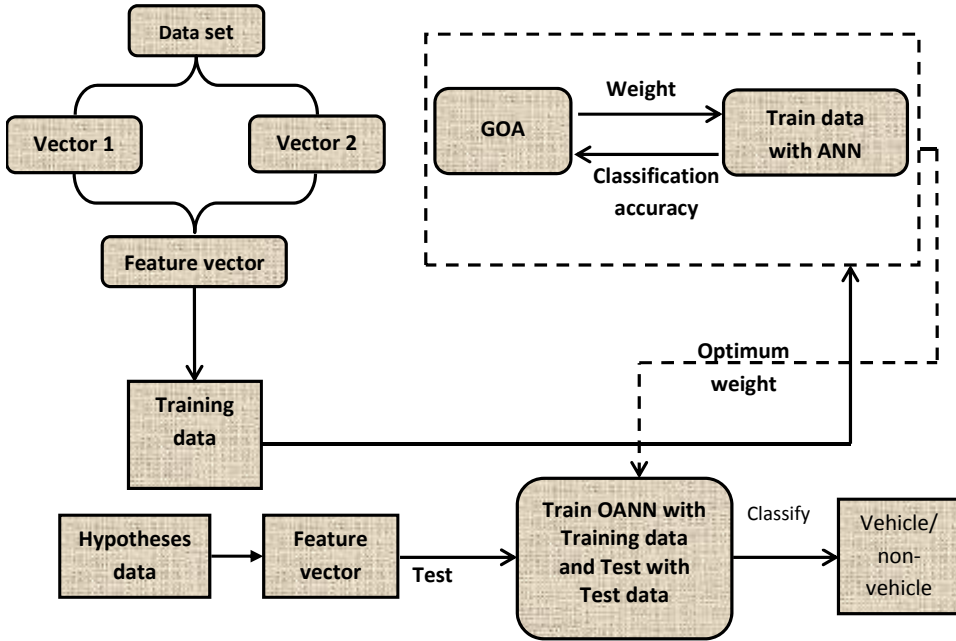 Data set
Vector 1
Vector 2
Feature vector
Training
data
GOA
Weight
Classification
accuracy
Train data
with ANN
Optimum
weight
Hypotheses
data
Feature
vector
Test
Train OANN with
Training data
and Test with
Test data
Classify
Vehicle/
non-
vehicle